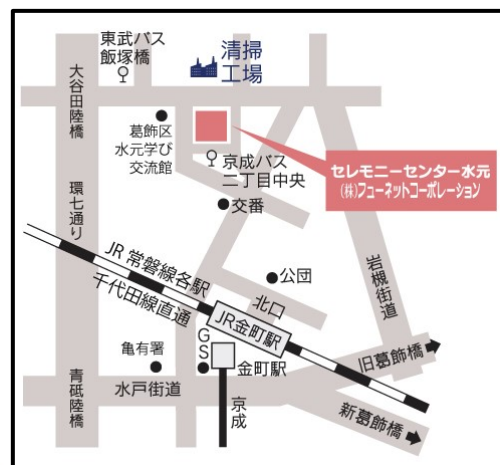 東武バス
飯塚橋
清掃
工場
大谷田陸橋
葛飾区
水元学び
交流館
京成バス
二丁目中央
セレモニーセンター水元
(株)フューネットコーポレーション
交番
環七通り
JR常磐線各駅
千代田線直通
公団
北口
JR金町駅
岩槻街道
亀有署
GS
金町駅
旧葛飾橋
水戸街道
青砥陸橋
京成
新葛飾橋